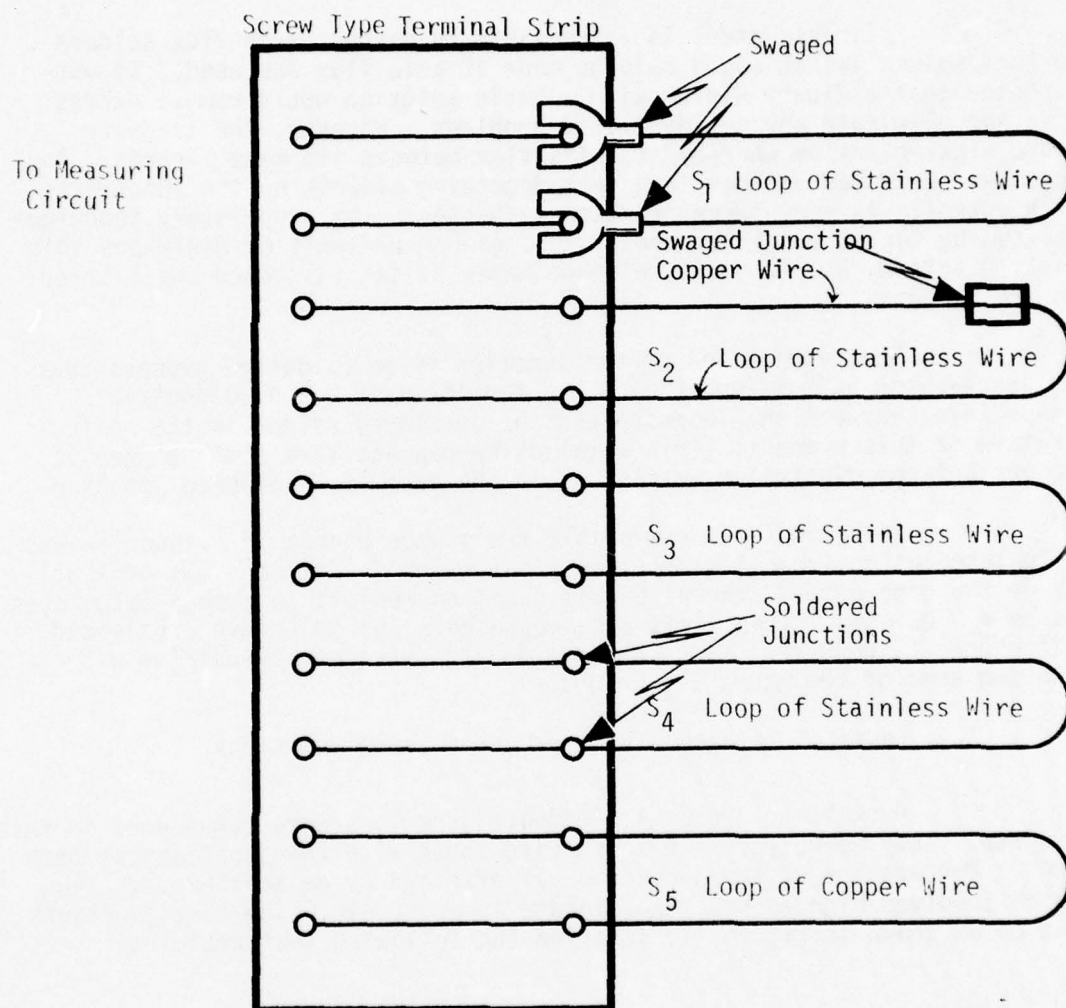 Screw Type Terminal Strip
Swaged
To Measuring
Circuit
S1 Loop of Stainless Wire
Swaged Junction
Copper Wire
S2 Loop of Stainless Wire
S3 Loop of Stainless Wire
Soldered
Junctions
S4 Loop of Stainless Wire
S5 Loop of Copper Wire